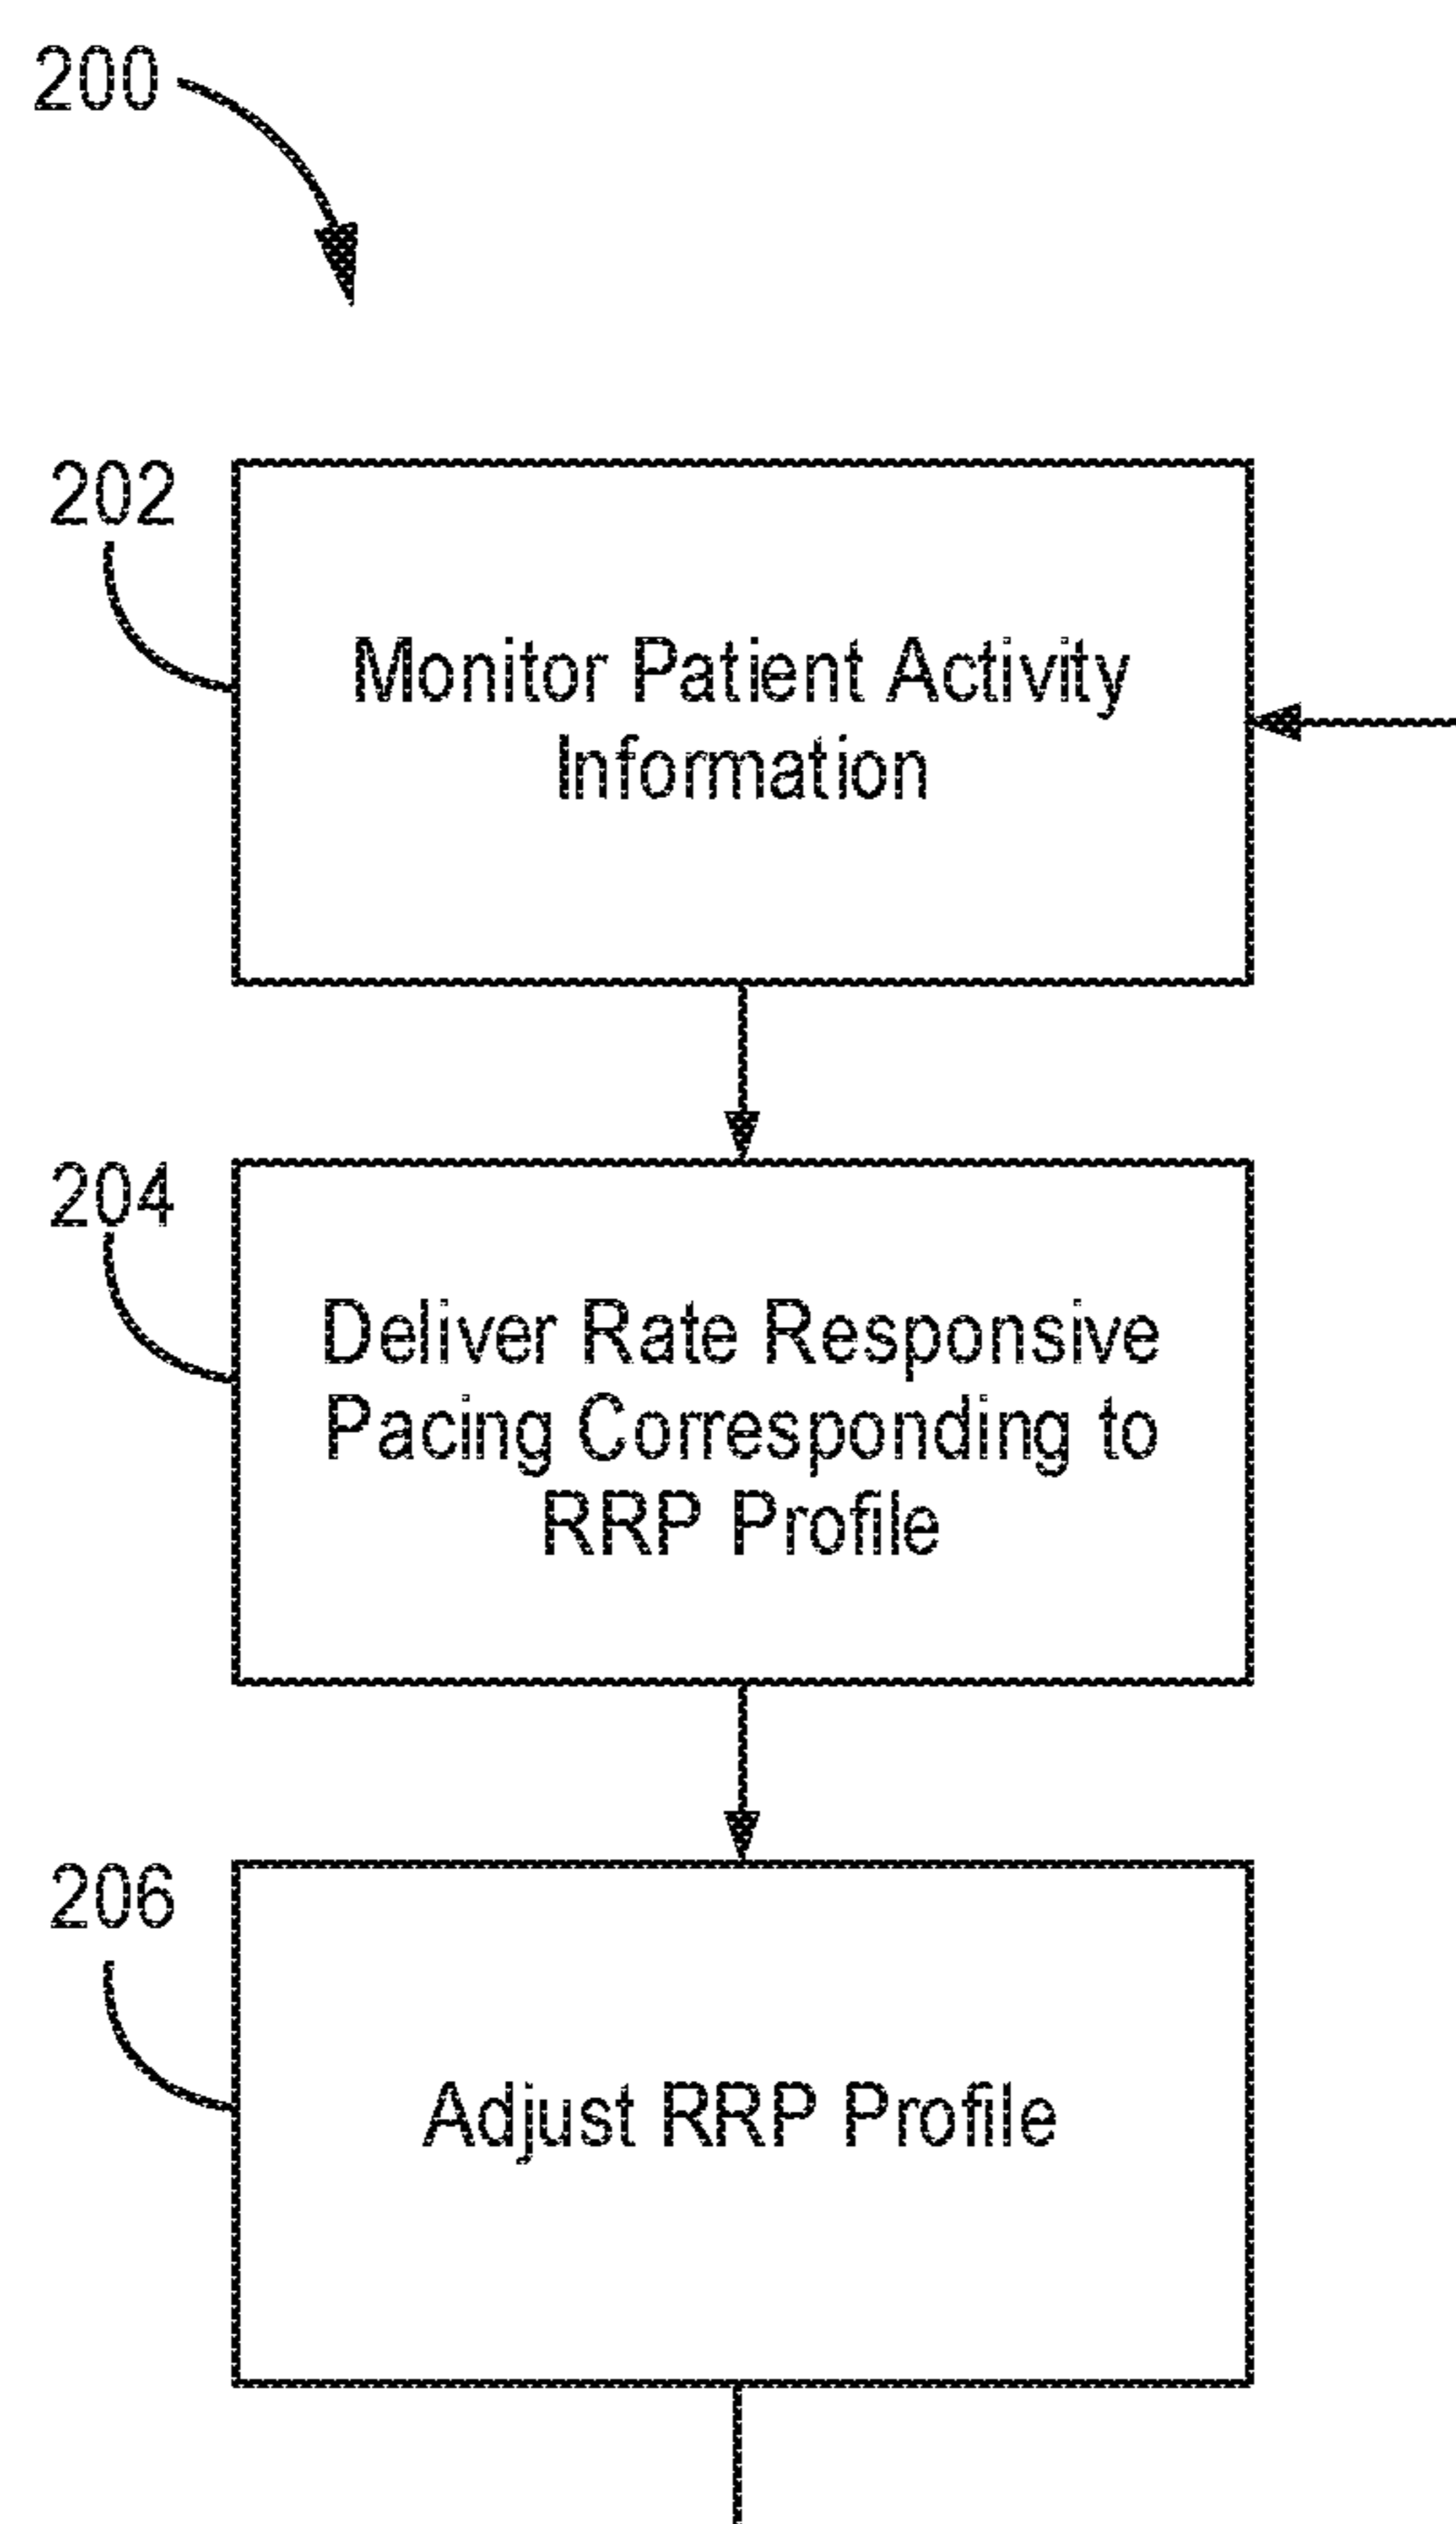 200
202
Monitor Patient Activity
Information
204
Deliver Rate Responsive
Pacing Corresponding to
RRP Profile
206
Adjust RRP Profile